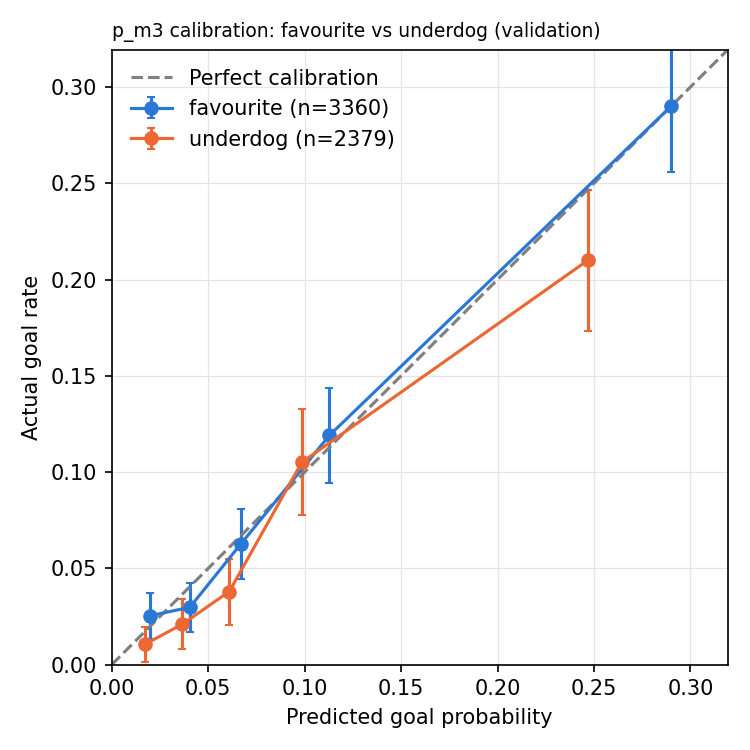 p_m3 calibration: favourite vs underdog (validation)
Perfect calibration
favourite (n=3360)
underdog (n=2379)
0.30
0.25
0.20
0.15
0.10
0.05
0.00
Actual goal rate
0.00 0.05 0.10 0.15 0.20 0.25 0.30
Predicted goal probability